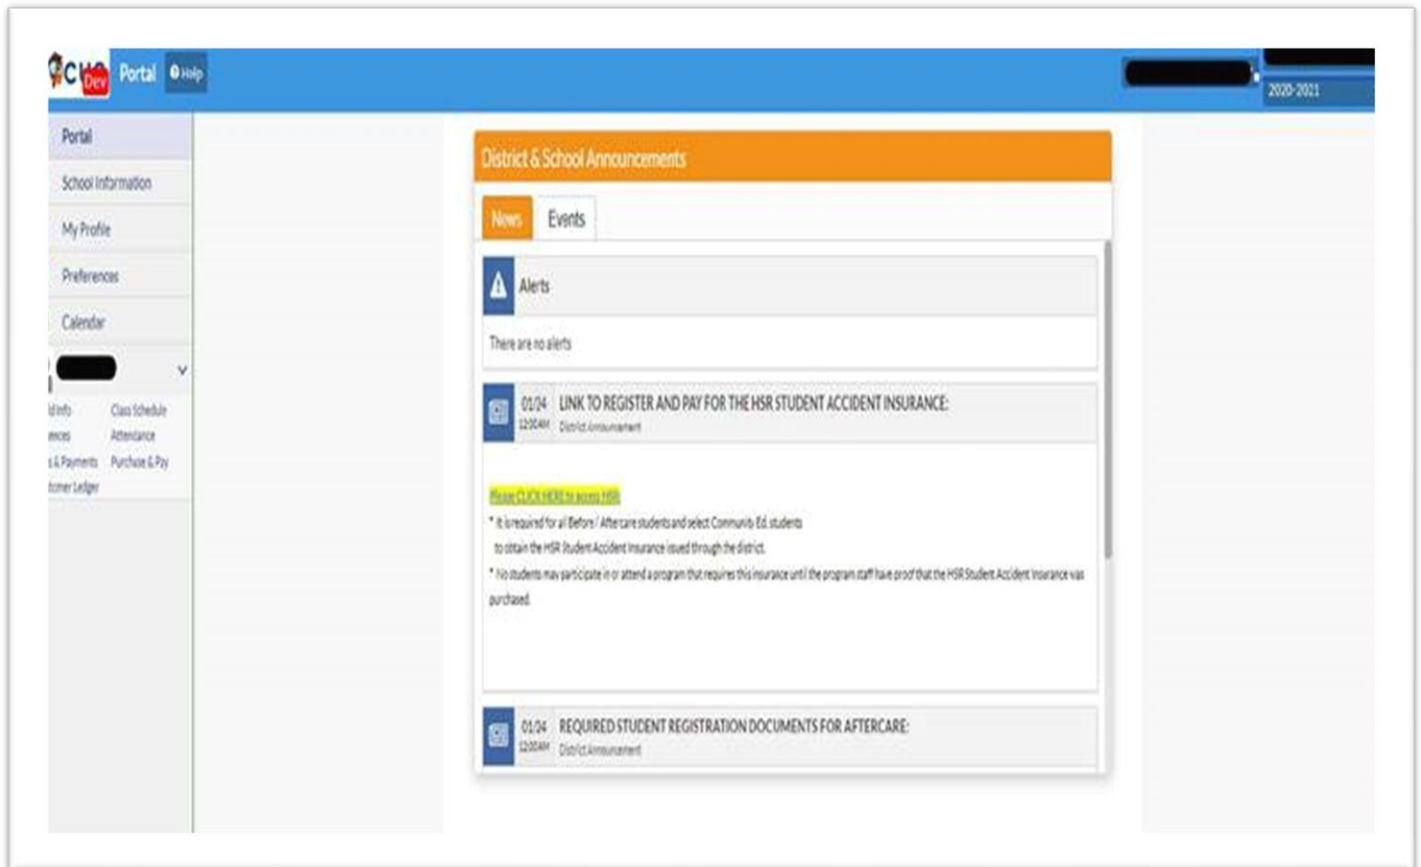 Dev
Portal
Help
2020-2021
Portal
School Information
My Profile
Preferences
Calendar
Class Schedule
Attendance
& Payments Purchase & Pay
Ledger
District & School Announcements
News Events
Alerts
There are no alerts
01/24 LINK TO REGISTER AND PAY FOR THE HSR STUDENT ACCIDENT INSURANCE:
12:00AM District Announcement
Please CLICK HERE to access HSR
* It is required for all Before / Aftercare students and select Community Ed. students
to obtain the HSR Student Accident Insurance issued through the district.
* No students may participate in or attend a program that requires this insurance until the program staff have proof that the HSR Student Accident Insurance was
purchased.
01/24 REQUIRED STUDENT REGISTRATION DOCUMENTS FOR AFTERCARE:
12:00AM District Announcement